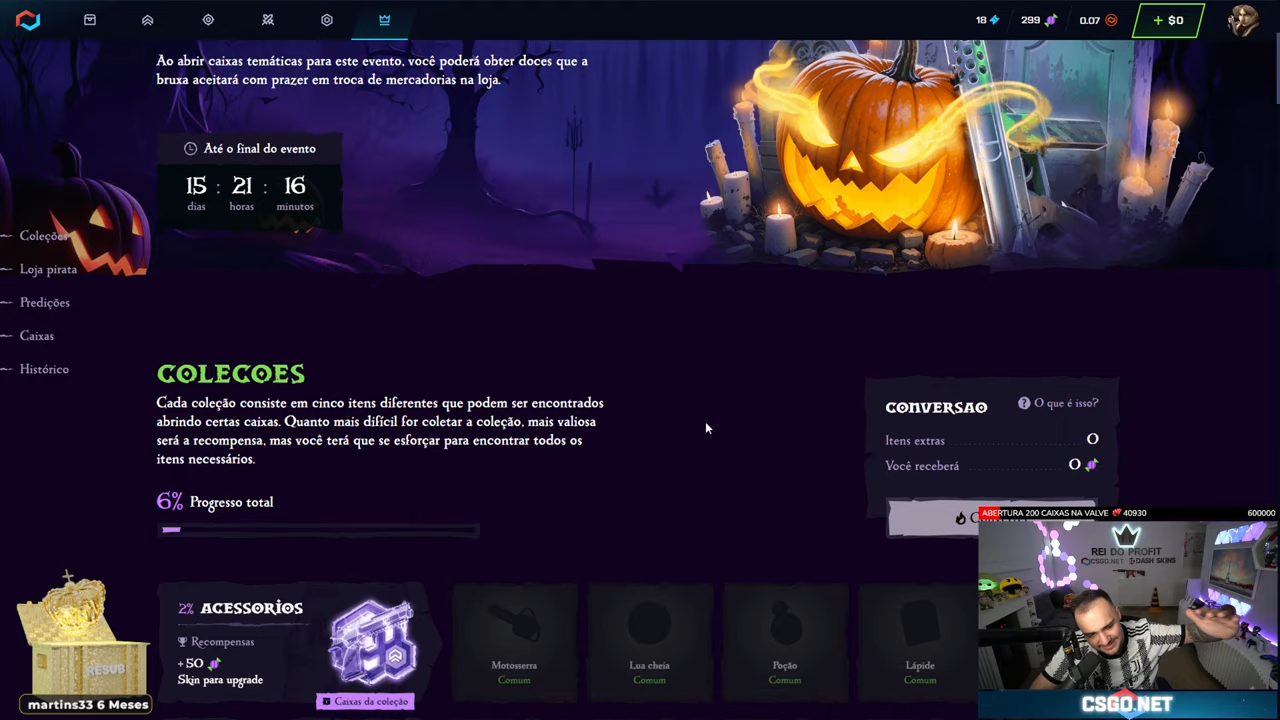 18
299
0.07
+ $0
Ao abrir caixas temáticas para este evento, você poderá obter doces que a
bruxa aceitará com prazer em troca de mercadorias na loja.
Até o final do evento
15 : 21 : 16
dias horas minutos
Coleções
Loja pirata
Predições
Caixas
Histórico
COLECOES
Cada coleção consiste em cinco itens diferentes que podem ser encontrados
abrindo certas caixas. Quanto mais difícil for coletar a coleção, mais valiosa
será a recompensa, mas você terá que se esforçar para encontrar todos os
itens necessários.
6% Progresso total
CONVERSAO
? O que é isso?
Itens extras 0
Você receberá 0
ABERTURA 200 CAIXAS NA VALVE 40930 600000
REI DO PROFIT
CSGO.NET DASH SKINS
2% ACESSORIOS
Recompensas
+50
Skin para upgrade
Caixas da coleção
Motosserra
Comum
Lua cheia
Comum
Poção
Comum
Lápide
Comum
RESUB
martins33 6 Meses
CSGO.NET